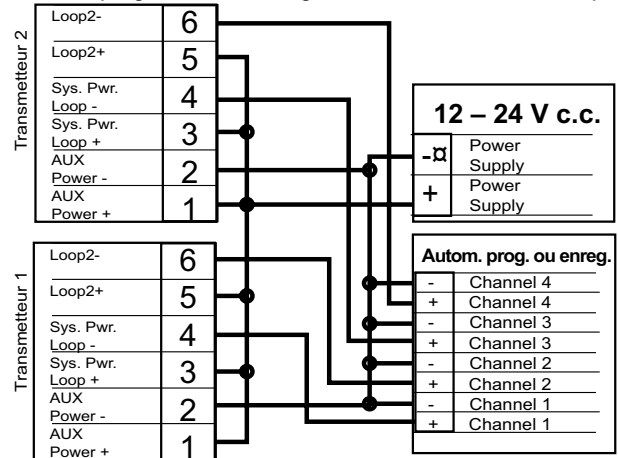 Transmetteur 2
Loop2-
6
Loop2+
5
Sys. Pwr.
Loop -
4
Sys. Pwr.
Loop +
3
AUX
Power -
2
AUX
Power +
1
12 – 24 V c.c.
-¤
Power
Supply
+
Power
Supply
Transmetteur 1
Loop2-
6
Loop2+
5
Sys. Pwr.
Loop -
4
Sys. Pwr.
Loop +
3
AUX
Power -
2
AUX
Power +
1
Autom. prog. ou enreg.
- Channel 4
+ Channel 4
- Channel 3
+ Channel 3
- Channel 2
+ Channel 2
- Channel 1
+ Channel 1